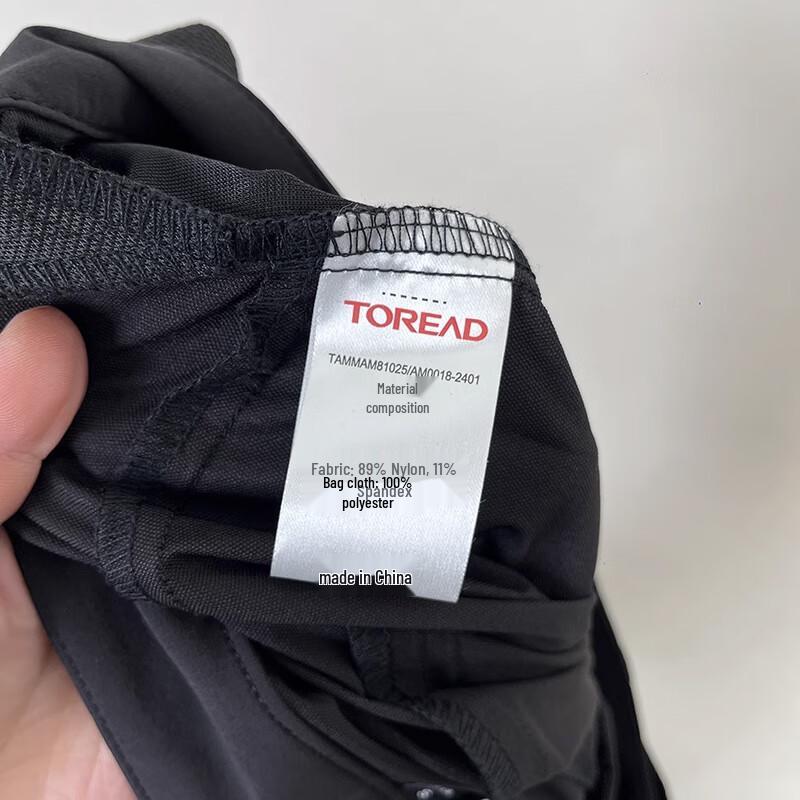 TOREAD
TAMMAM81025/AM0018-2401
Material
composition
Fabric: 89% Nylon, 11%
Spandex
Bag cloth: 100%
polyester
made in China